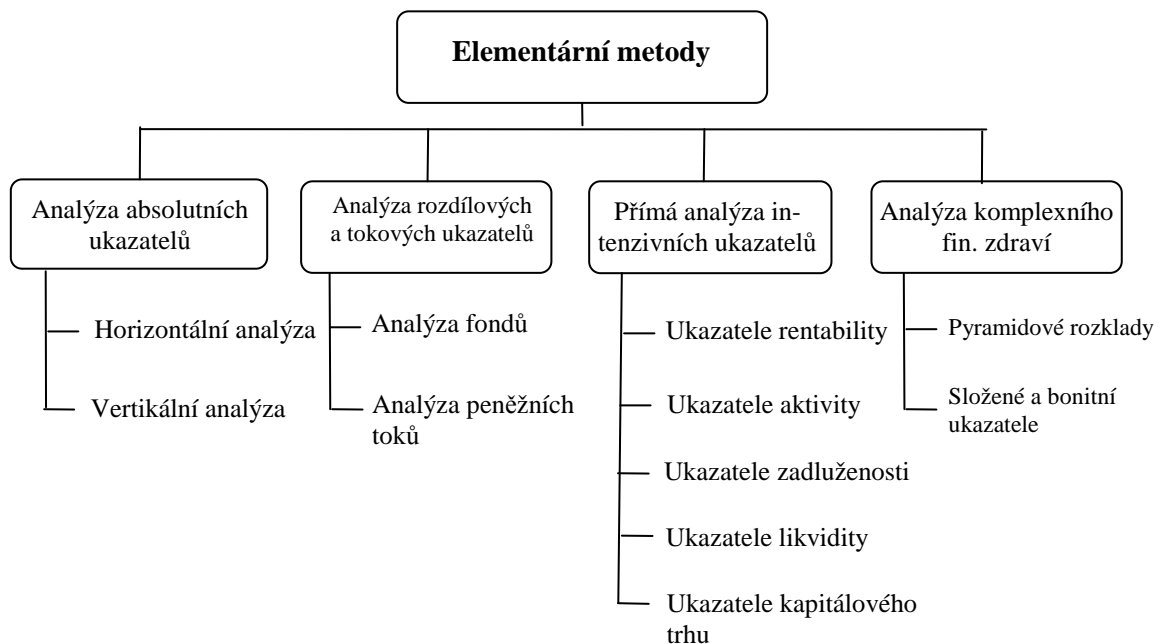 Elementární metody
Analýza absolutních
ukazatelů
Horizontální analýza
Vertikální analýza
Analýza rozdílových
a tokových ukazatelů
Analýza fondů
Analýza peněžních
toků
Přímá analýza in-
tenzivních ukazatelů
Ukazatele rentability
Ukazatele aktivity
Ukazatele zadluženosti
Ukazatele likvidity
Ukazatele kapitálového
trhu
Analýza komplexního
fin. zdraví
Pyramidové rozklady
Složené a bonitní
ukazatele